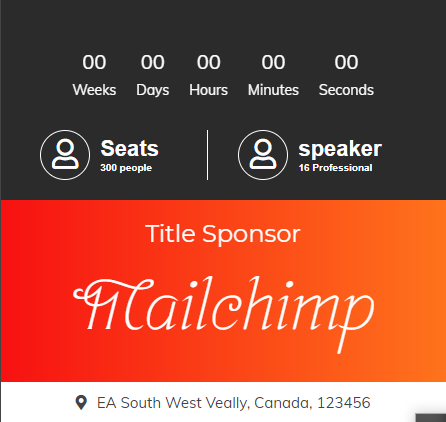 00 00 00 00 00
Weeks Days Hours Minutes Seconds
Seats speaker
300 people 16 Professional
Title Sponsor
Mailchimp
EA South West Veally, Canada, 123456